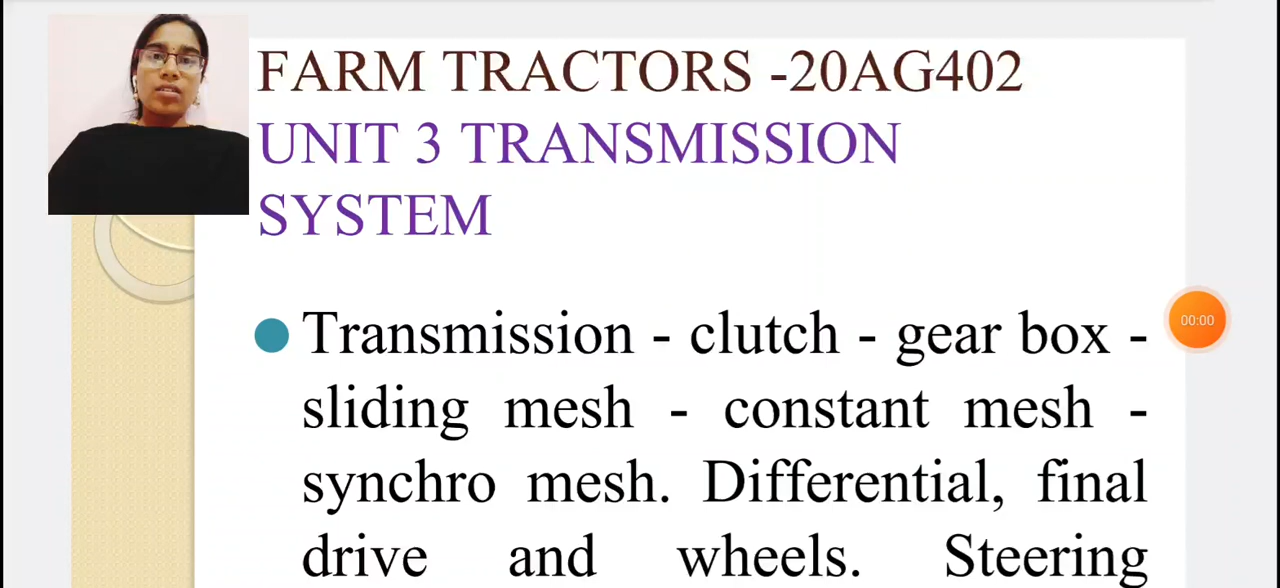 FARM TRACTORS -20AG402
UNIT 3 TRANSMISSION
SYSTEM
Transmission - clutch - gear box -
sliding mesh - constant mesh -
synchro mesh. Differential, final
drive and wheels. Steering
00:00